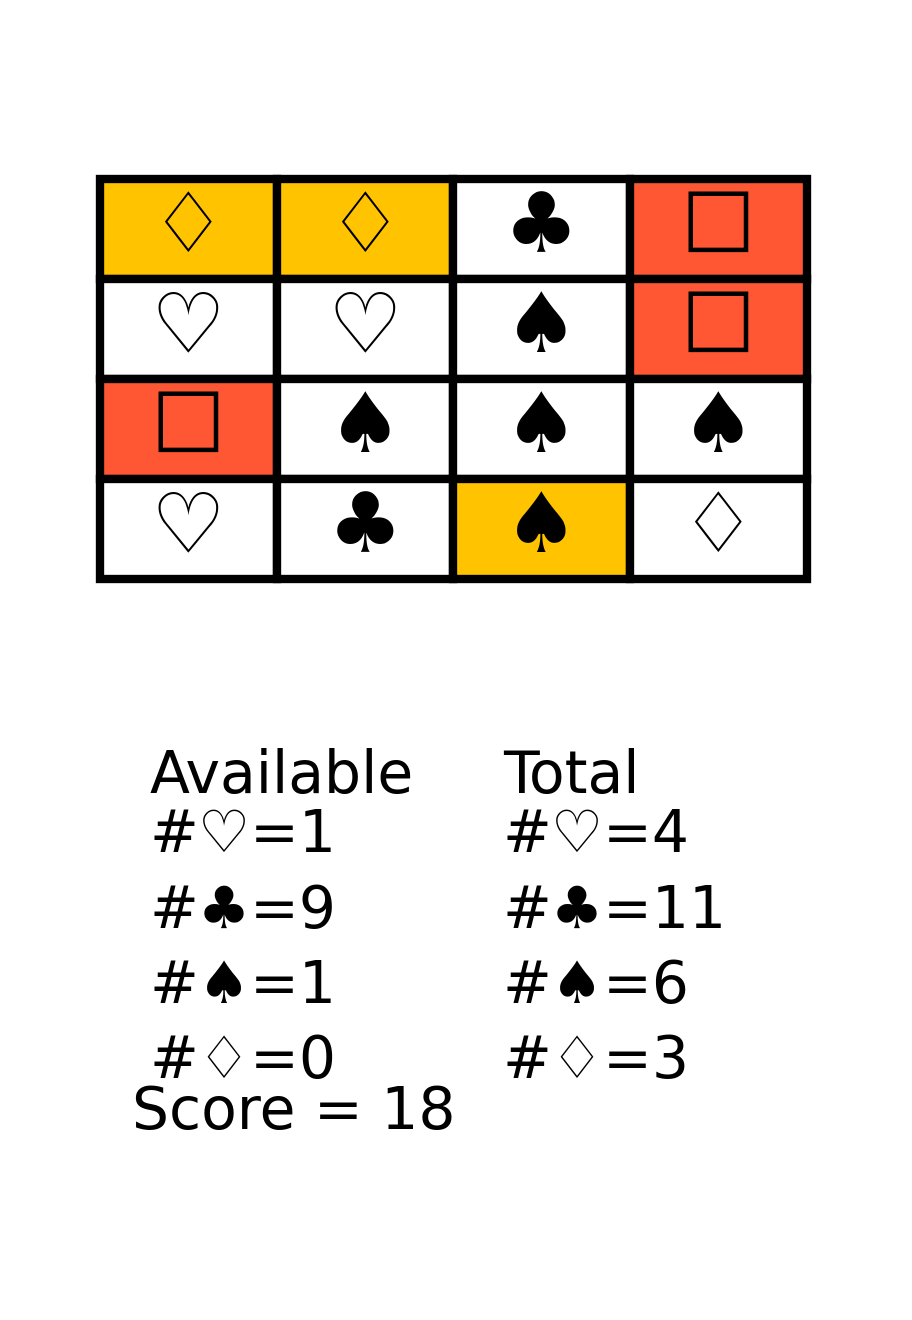 ♢ ♢ ♣ □
♡ ♡ ♠ □
□ ♠ ♠ ♠
♡ ♣ ♠ ♢
Available Total
#♡=1 #♡=4
#♣=9 #♣=11
#♠=1 #♠=6
#♢=0 #♢=3
Score = 18